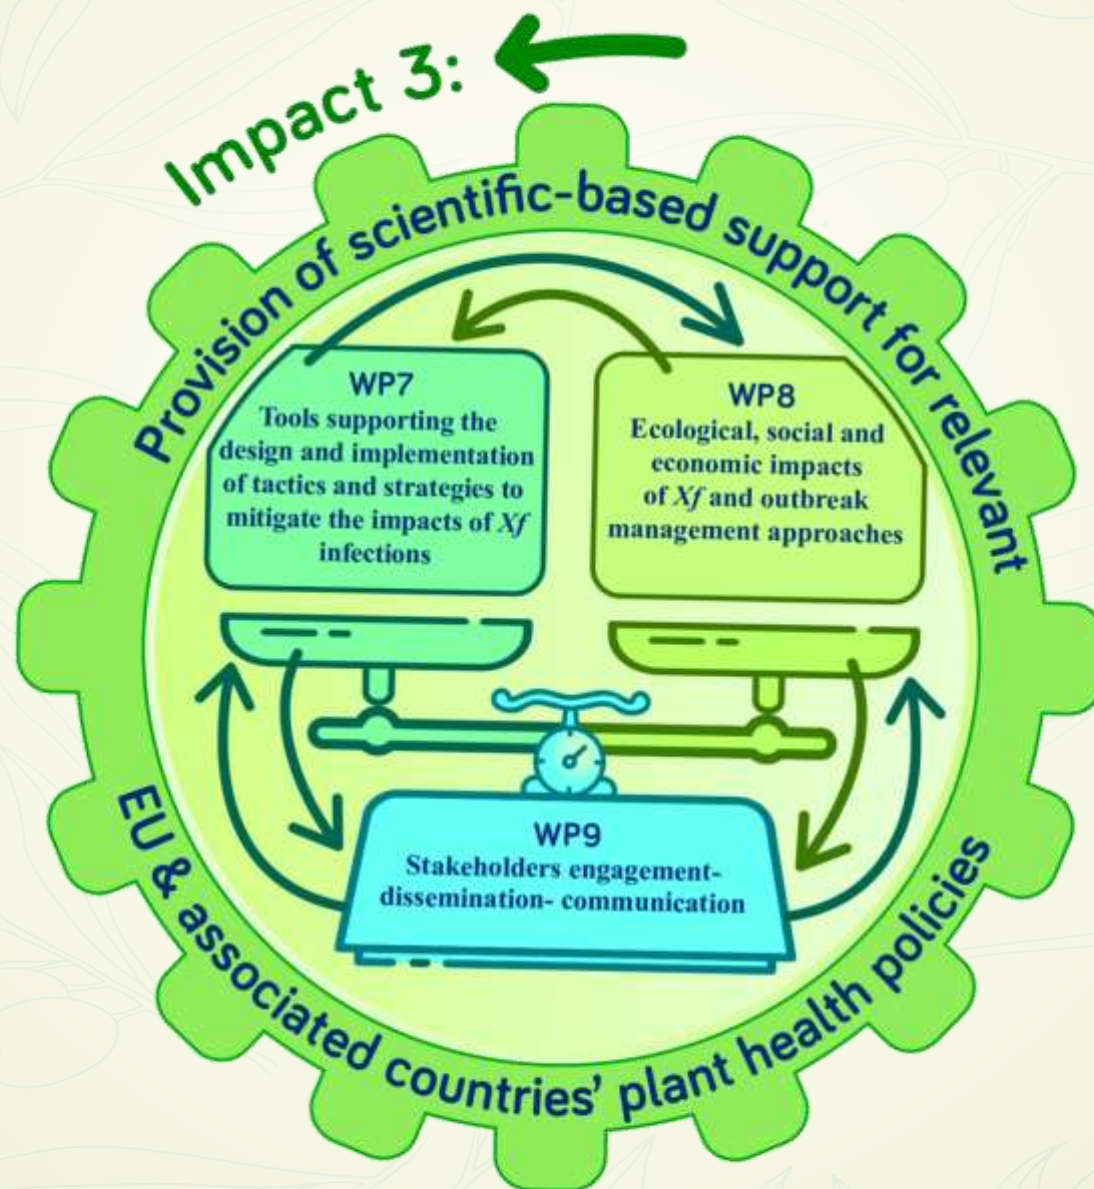 Impact 3:
Provision of scientific-based support for relevant
EU & associated countries’ plant health policies
WP7
Tools supporting the
design and implementation
of tactics and strategies to
mitigate the impacts of Xf
infections
WP8
Ecological, social and
economic impacts
of Xf and outbreak
management approaches
WP9
Stakeholders engagement-
dissemination- communication